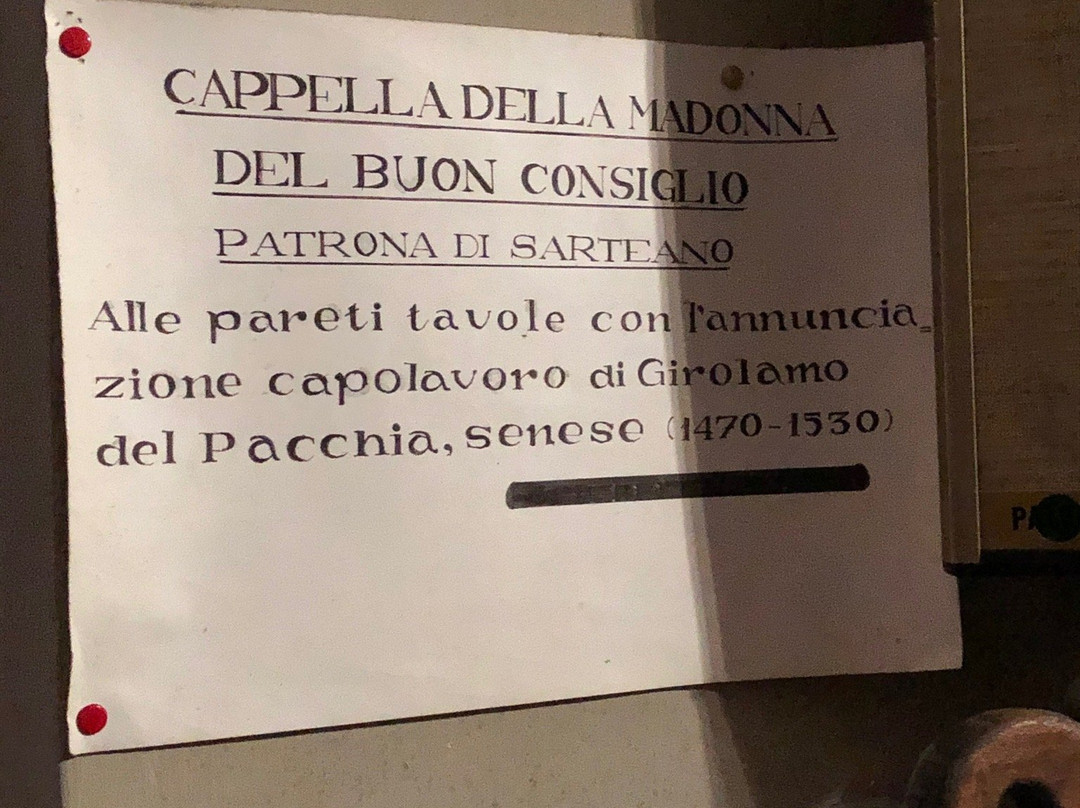 CAPPELLA DELLA MADONNA
DEL BUON CONSIGLIO
PATRONA DI SARTEANO
Alle pareti tavole con l'annuncia=
zione capolavoro di Girolamo
del Pacchia, senese (1470-1530)